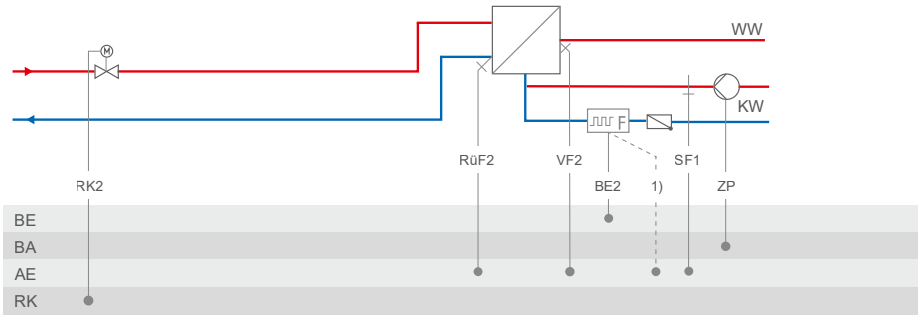 WW
M
KW
F
RüF2 VF2 SF1
RK2 BE2 1) ZP
BE
BA
AE
RK